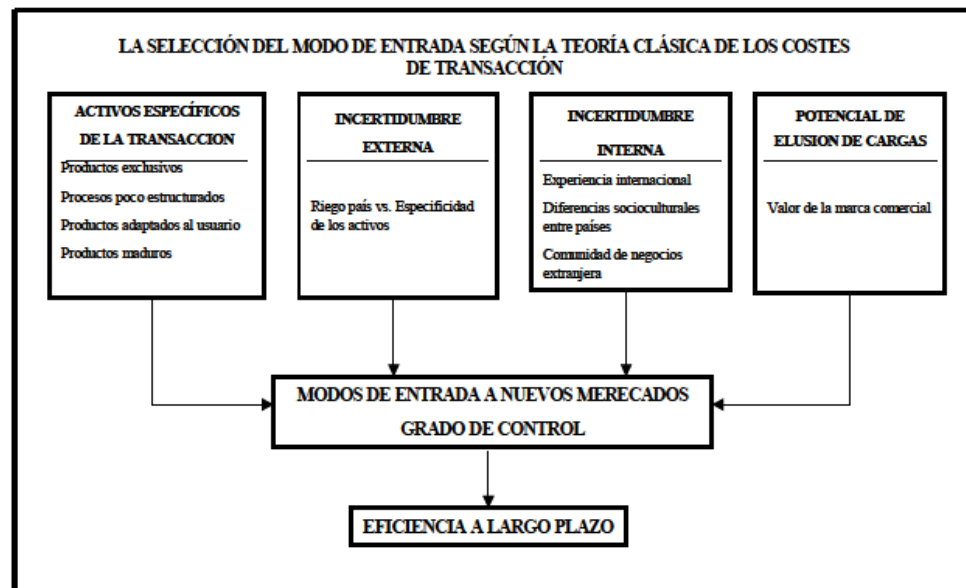 LA SELECCIÓN DEL MODO DE ENTRADA SEGÚN LA TEORÍA CLÁSICA DE LOS COSTES
DE TRANSACCIÓN
ACTIVOS ESPECÍFICOS
DE LA TRANSACCION
Productos exclusivos
Procesos poco estructurados
Productos adaptados al usuario
Productos maduros
INCERTIDUMBRE
EXTERNA
Riego país vs. Especificidad
de los activos
INCERTIDUMBRE
INTERNA
Experiencia internacional
Diferencias socioculturales
entre países
Comunidad de negocios
extranjera
POTENCIAL DE
ELUSION DE CARGAS
Valor de la marca comercial
MODOS DE ENTRADA A NUEVOS MERECADOS
GRADO DE CONTROL
EFICIENCIA A LARGO PLAZO